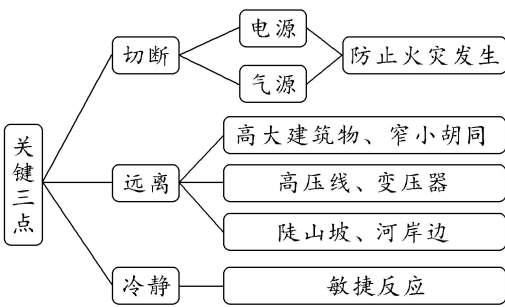 关键三点
切断
电源
气源
防止火灾发生
远离
高大建筑物、窄小胡同
高压线、变压器
陡山坡、河岸边
冷静
敏捷反应